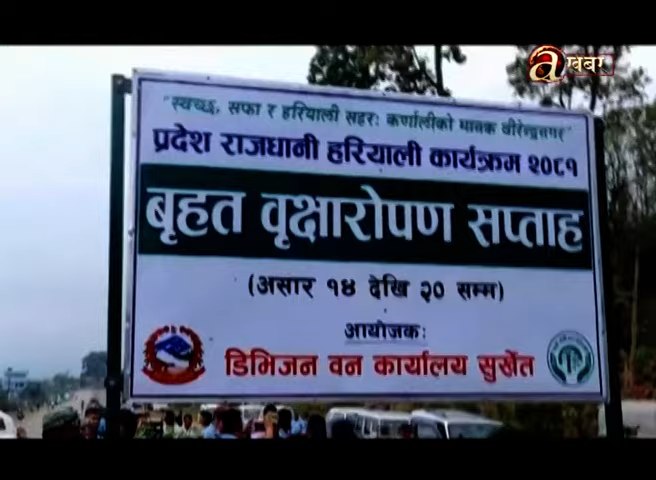 a खबर
"स्वच्छ, सफा र हरियाली सहर: कर्णालीको मानक वीरेन्द्रनगर"
प्रदेश राजधानी हरियाली कार्यक्रम २०८१
बृहत वृक्षारोपण सप्ताह
(असार १४ देखि २० सम्म)
आयोजक:
डिभिजन वन कार्यालय सुर्खेत